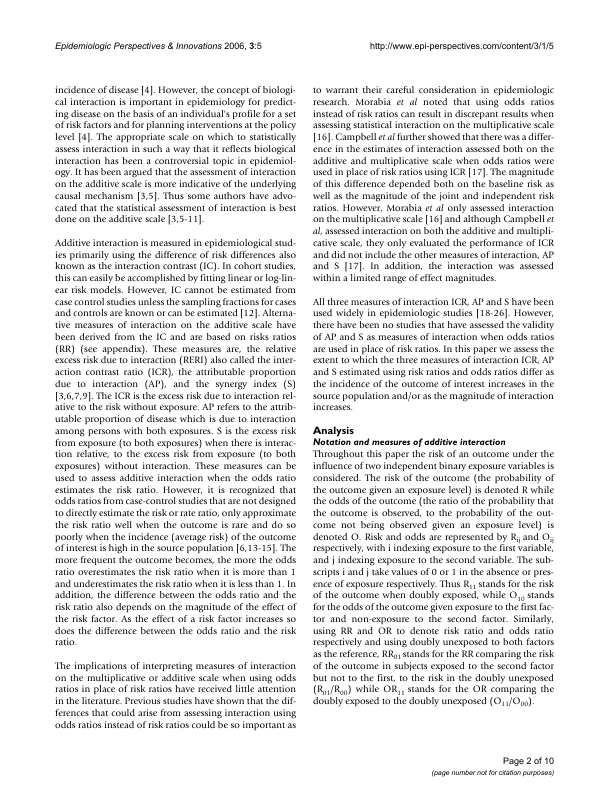 Epidemiologic Perspectives & Innovations 2006, 3:5
http://www.epi-perspectives.com/content/3/1/5
incidence of disease [4]. However, the concept of biologi-
cal interaction is important in epidemiology for predict-
ing disease on the basis of an individual's profile for a set
of risk factors and for planning interventions at the policy
level [4]. The appropriate scale on which to statistically
assess interaction in such a way that it reflects biological
interaction has been a controversial topic in epidemiol-
ogy. It has been argued that the assessment of interaction
on the additive scale is more indicative of the underlying
causal mechanism [3,5]. Thus some authors have advo-
cated that the statistical assessment of interaction is best
done on the additive scale [3,5-11].
Additive interaction is measured in epidemiological stud-
ies primarily using the difference of risk differences also
known as the interaction contrast (IC). In cohort studies,
this can easily be accomplished by fitting linear or log-lin-
ear risk models. However, IC cannot be estimated from
case control studies unless the sampling fractions for cases
and controls are known or can be estimated [12]. Alterna-
tive measures of interaction on the additive scale have
been derived from the IC and are based on risks ratios
(RR) (see appendix). These measures are, the relative
excess risk due to interaction (RERI) also called the inter-
action contrast ratio (ICR), the attributable proportion
due to interaction (AP), and the synergy index (S)
[3,6,7,9]. The ICR is the excess risk due to interaction rel-
ative to the risk without exposure. AP refers to the attrib-
utable proportion of disease which is due to interaction
among persons with both exposures. S is the excess risk
from exposure (to both exposures) when there is interac-
tion relative, to the excess risk from exposure (to both
exposures) without interaction. These measures can be
used to assess additive interaction when the odds ratio
estimates the risk ratio. However, it is recognized that
odds ratios from case-control studies that are not designed
to directly estimate the risk or rate ratio, only approximate
the risk ratio well when the outcome is rare and do so
poorly when the incidence (average risk) of the outcome
of interest is high in the source population [6,13-15]. The
more frequent the outcome becomes, the more the odds
ratio overestimates the risk ratio when it is more than 1
and underestimates the risk ratio when it is less than 1. In
addition, the difference between the odds ratio and the
risk ratio also depends on the magnitude of the effect of
the risk factor. As the effect of a risk factor increases so
does the difference between the odds ratio and the risk
ratio.
The implications of interpreting measures of interaction
on the multiplicative or additive scale when using odds
ratios in place of risk ratios have received little attention
in the literature. Previous studies have shown that the dif-
ferences that could arise from assessing interaction using
odds ratios instead of risk ratios could be so important as
to warrant their careful consideration in epidemiologic
research. Morabia et al noted that using odds ratios
instead of risk ratios can result in discrepant results when
assessing statistical interaction on the multiplicative scale
[16]. Campbell et al further showed that there was a differ-
ence in the estimates of interaction assessed both on the
additive and multiplicative scale when odds ratios were
used in place of risk ratios using ICR [17]. The magnitude
of this difference depended both on the baseline risk as
well as the magnitude of the joint and independent risk
ratios. However, Morabia et al only assessed interaction
on the multiplicative scale [16] and although Campbell et
al, assessed interaction on both the additive and multipli-
cative scale, they only evaluated the performance of ICR
and did not include the other measures of interaction, AP
and S [17]. In addition, the interaction was assessed
within a limited range of effect magnitudes.
All three measures of interaction ICR, AP and S have been
used widely in epidemiologic studies [18-26]. However,
there have been no studies that have assessed the validity
of AP and S as measures of interaction when odds ratios
are used in place of risk ratios. In this paper we assess the
extent to which the three measures of interaction ICR, AP
and S estimated using risk ratios and odds ratios differ as
the incidence of the outcome of interest increases in the
source population and/or as the magnitude of interaction
increases.
Analysis
Notation and measures of additive interaction
Throughout this paper the risk of an outcome under the
influence of two independent binary exposure variables is
considered. The risk of the outcome (the probability of
the outcome given an exposure level) is denoted R while
the odds of the outcome (the ratio of the probability that
the outcome is observed, to the probability of the out-
come not being observed given an exposure level) is
denoted O. Risk and odds are represented by Rij and Oij
respectively, with i indexing exposure to the first variable,
and j indexing exposure to the second variable. The sub-
scripts i and j take values of 0 or 1 in the absence or pres-
ence of exposure respectively. Thus R11 stands for the risk
of the outcome when doubly exposed, while O10 stands
for the odds of the outcome given exposure to the first fac-
tor and non-exposure to the second factor. Similarly,
using RR and OR to denote risk ratio and odds ratio
respectively and using doubly unexposed to both factors
as the reference, RR01 stands for the RR comparing the risk
of the outcome in subjects exposed to the second factor
but not to the first, to the risk in the doubly unexposed
(R01/R00) while OR11 stands for the OR comparing the
doubly exposed to the doubly unexposed (O11/O00).
Page 2 of 10
(page number not for citation purposes)